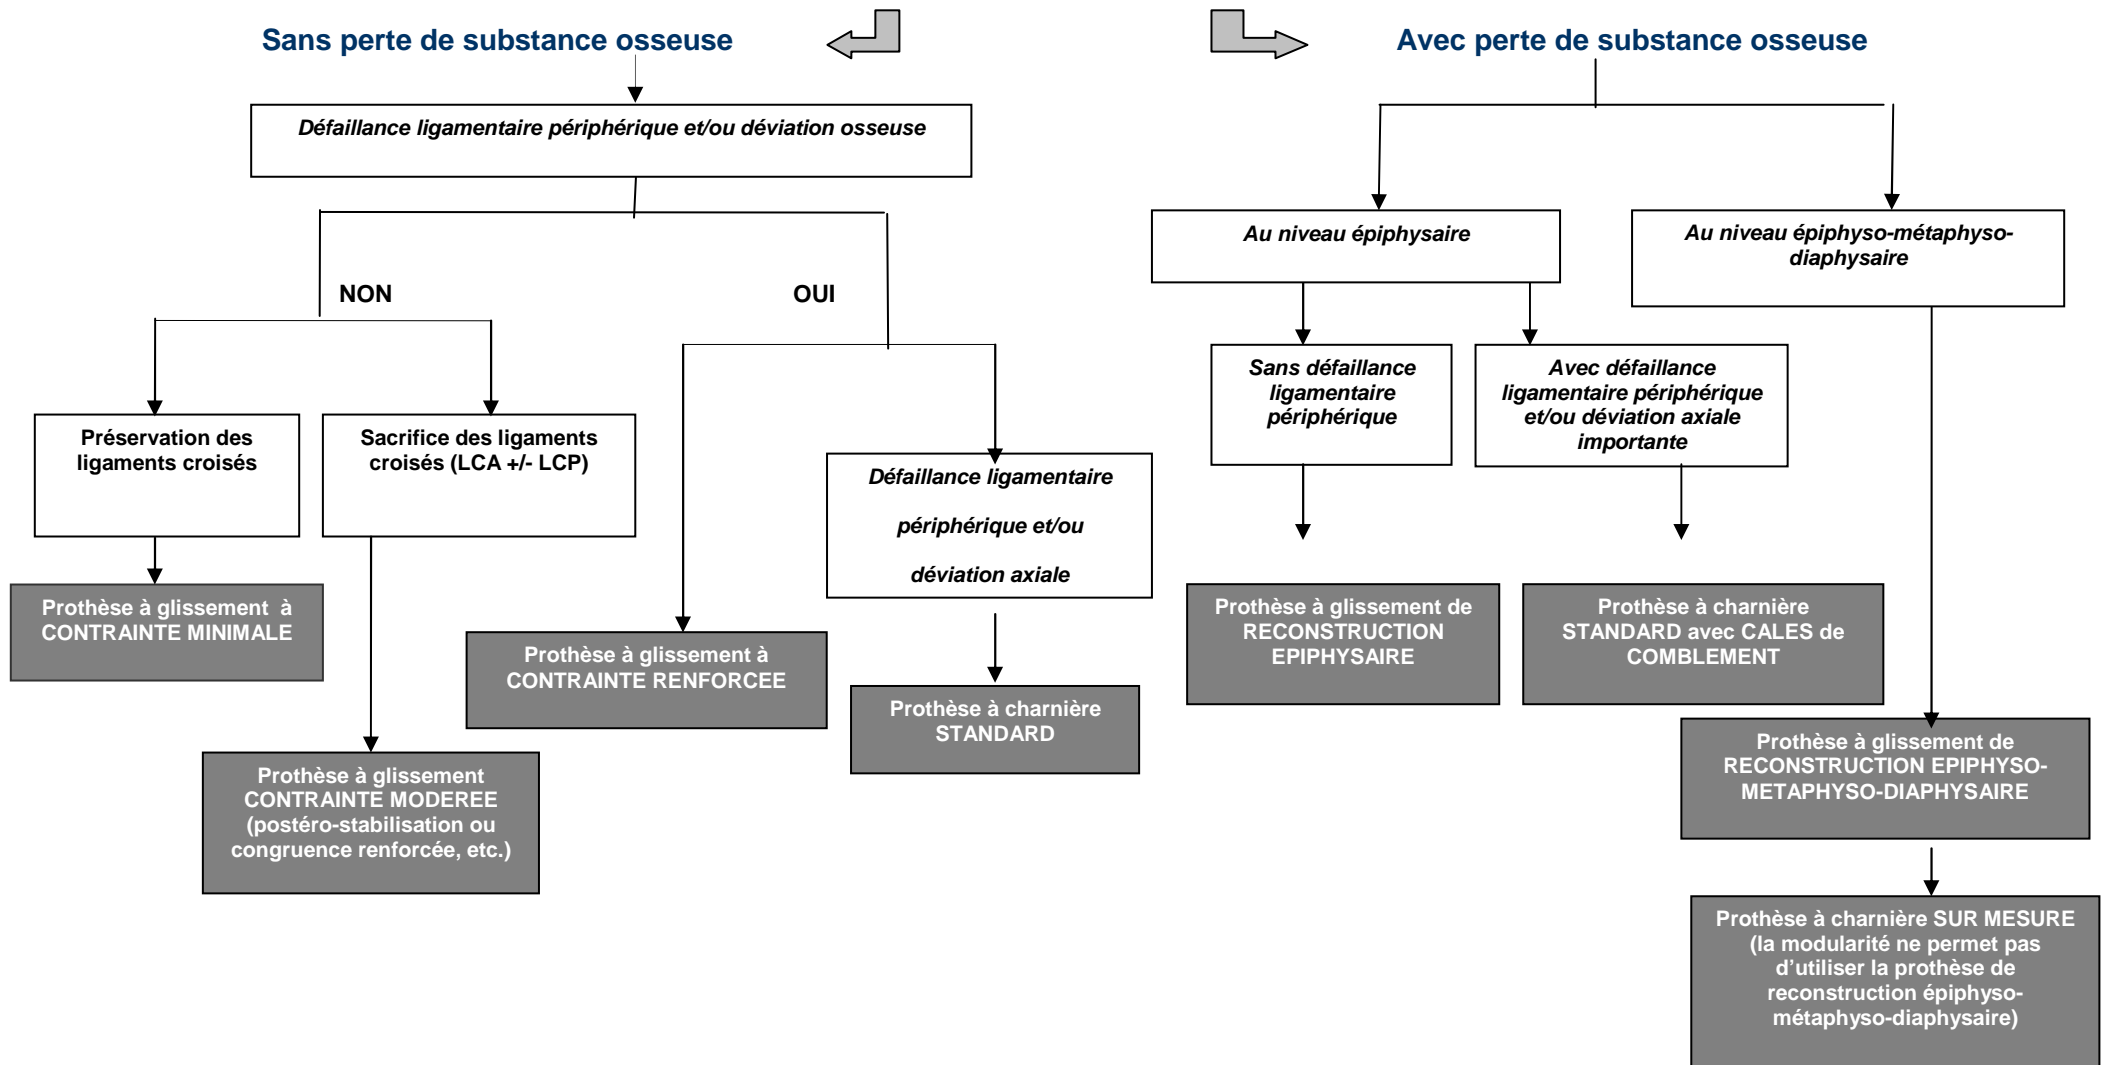 Sans perte de substance osseuse
Avec perte de substance osseuse
Défaillance ligamentaire périphérique et/ou déviation osseuse
Au niveau épiphysaire
Au niveau épiphyso-métaphyso-
diaphysaire
NON
OUI
Sans défaillance
ligamentaire
périphérique
Avec défaillance
ligamentaire périphérique
et/ou déviation axiale
importante
Préservation des
ligaments croisés
Sacrifice des ligaments
croisés (LCA +/- LCP)
Défaillance ligamentaire
périphérique et/ou
déviation axiale
Prothèse à glissement à
CONTRAINTE MINIMALE
Prothèse à glissement à
CONTRAINTE RENFORCEE
Prothèse à charnière
STANDARD
Prothèse à glissement
CONTRAINTE MODEREE
(postéro-stabilisation ou
congruence renforcée, etc.)
Prothèse à glissement de
RECONSTRUCTION
EPIPHYSAIRE
Prothèse à charnière
STANDARD avec CALES de
COMBLEMENT
Prothèse à glissement de
RECONSTRUCTION EPIPHYSO-
METAPHYSO-DIAPHYSAIRE
Prothèse à charnière SUR MESURE
(la modularité ne permet pas
d’utiliser la prothèse de
reconstruction épiphyso-
métaphyso-diaphysaire)